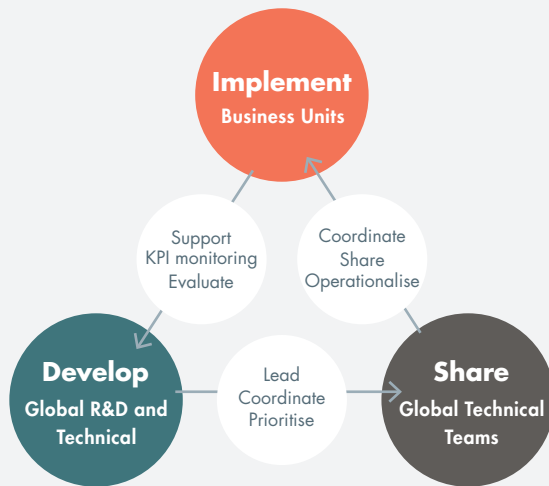 Implement
Business Units
Support
KPI monitoring
Evaluate
Coordinate
Share
Operationalise
Develop
Global R&D and
Technical
Lead
Coordinate
Prioritise
Share
Global Technical
Teams